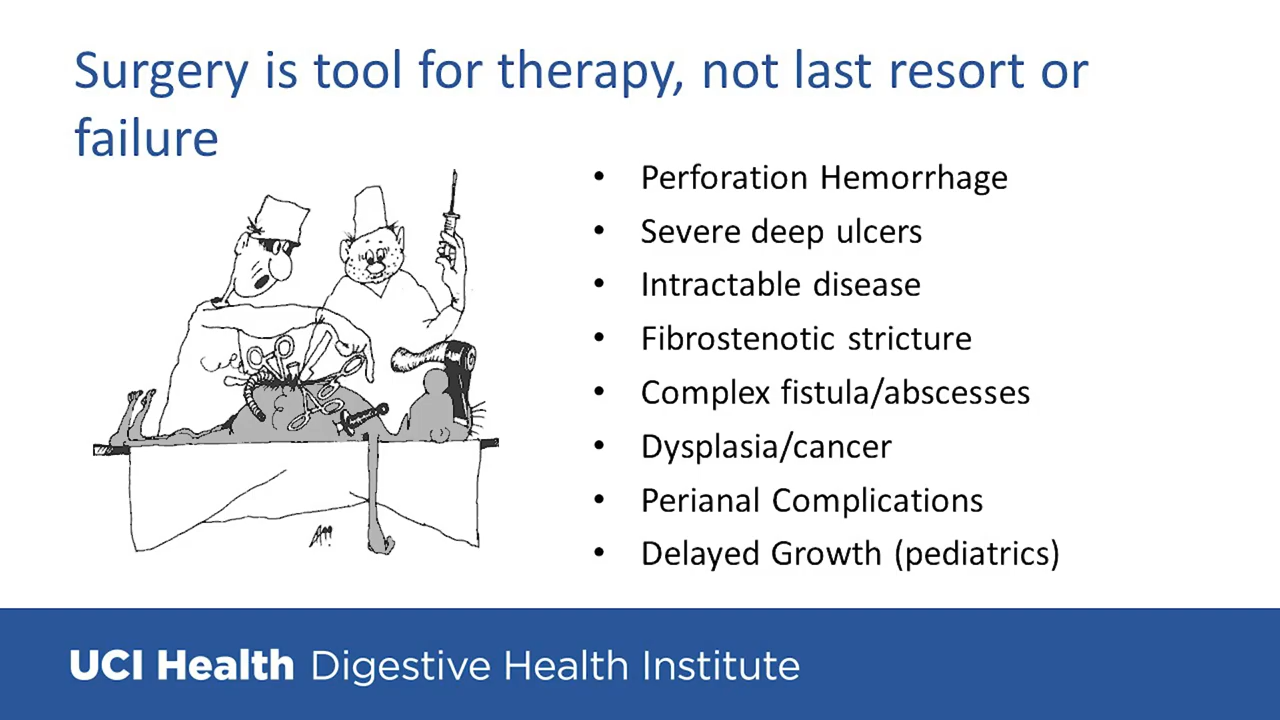 Surgery is tool for therapy, not last resort or
failure
• Perforation Hemorrhage
• Severe deep ulcers
• Intractable disease
• Fibrostenotic stricture
• Complex fistula/abscesses
• Dysplasia/cancer
• Perianal Complications
• Delayed Growth (pediatrics)
UCI Health Digestive Health Institute